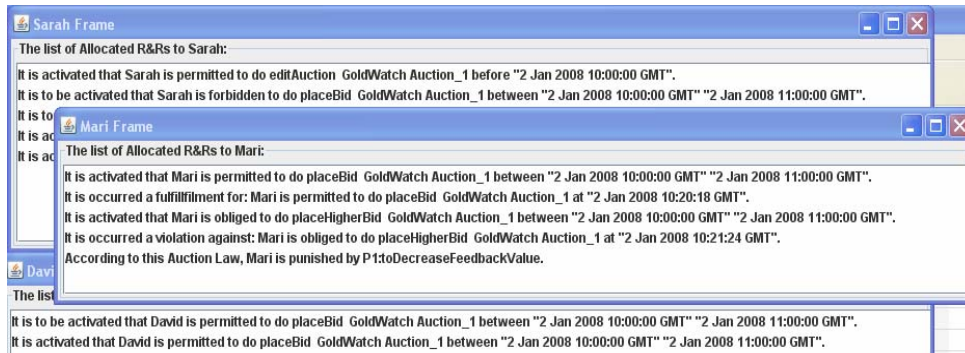 Sarah Frame
The list of Allocated R&Rs to Sarah:
It is activated that Sarah is permitted to do editAuction GoldWatch Auction_1 before "2 Jan 2008 10:00:00 GMT".
It is to be activated that Sarah is forbidden to do placeBid GoldWatch Auction_1 between "2 Jan 2008 10:00:00 GMT" "2 Jan 2008 11:00:00 GMT".
It is to
It is ac
It is ac
Mari Frame
The list of Allocated R&Rs to Mari:
It is activated that Mari is permitted to do placeBid GoldWatch Auction_1 between "2 Jan 2008 10:00:00 GMT" "2 Jan 2008 11:00:00 GMT".
It is occurred a fulfillfilment for: Mari is permitted to do placeBid GoldWatch Auction_1 at "2 Jan 2008 10:20:18 GMT".
It is activated that Mari is obliged to do placeHigherBid GoldWatch Auction_1 between "2 Jan 2008 10:00:00 GMT" "2 Jan 2008 11:00:00 GMT".
It is occurred a violation against: Mari is obliged to do placeHigherBid GoldWatch Auction_1 at "2 Jan 2008 10:21:24 GMT".
According to this Auction Law, Mari is punished by P1:toDecreaseFeedbackValue.
Davi
The list
It is to be activated that David is permitted to do placeBid GoldWatch Auction_1 between "2 Jan 2008 10:00:00 GMT" "2 Jan 2008 11:00:00 GMT".
It is activated that David is permitted to do placeBid GoldWatch Auction_1 between "2 Jan 2008 10:00:00 GMT" "2 Jan 2008 11:00:00 GMT".